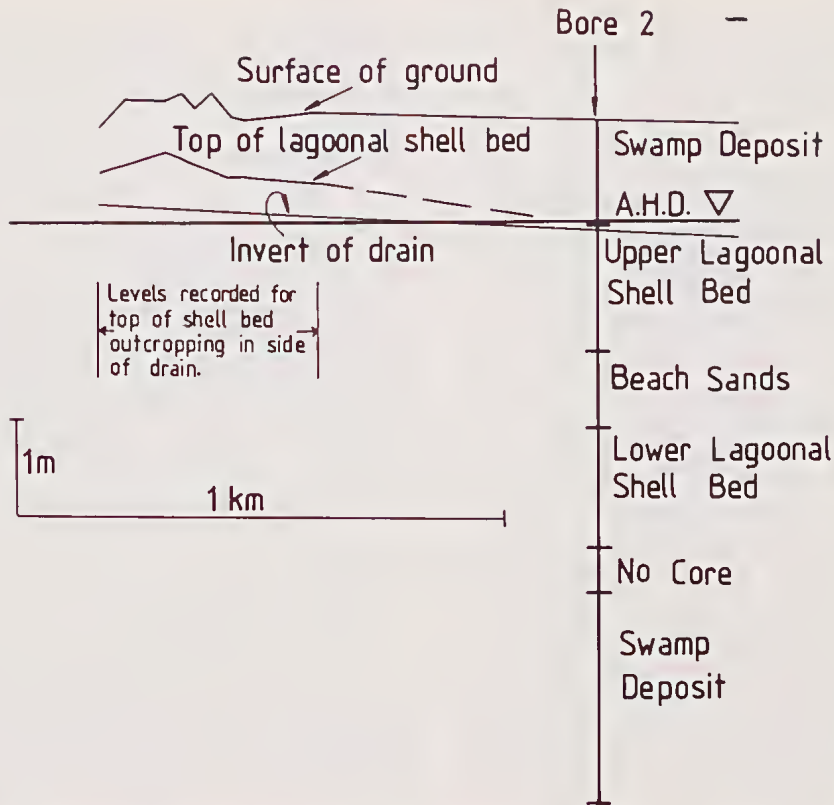 Bore 2 –
Surface of ground
Top of lagoonal shell bed
Swamp Deposit
A.H.D.
Invert of drain
Upper Lagoonal
Shell Bed
Levels recorded for
top of shell bed
outcropping in side
of drain.
Beach Sands
1m
1 km
Lower Lagoonal
Shell Bed
No Core
Swamp
Deposit